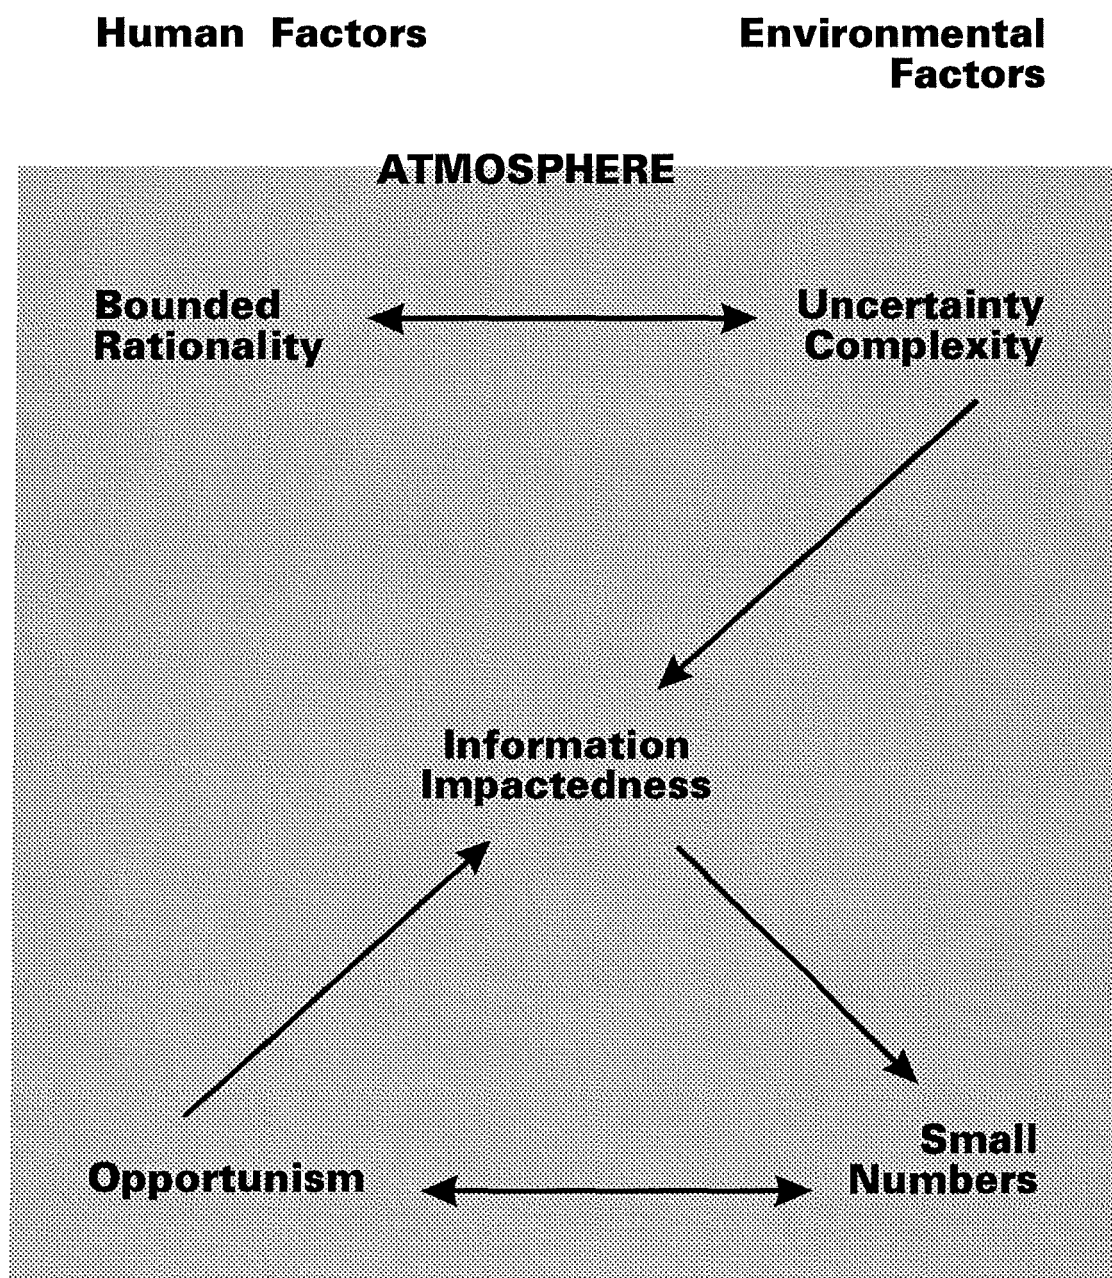 Human Factors
Environmental
Factors
ATMOSPHERE
Bounded
Rationality
Uncertainty
Complexity
Information
Impactedness
Opportunism
Small
Numbers